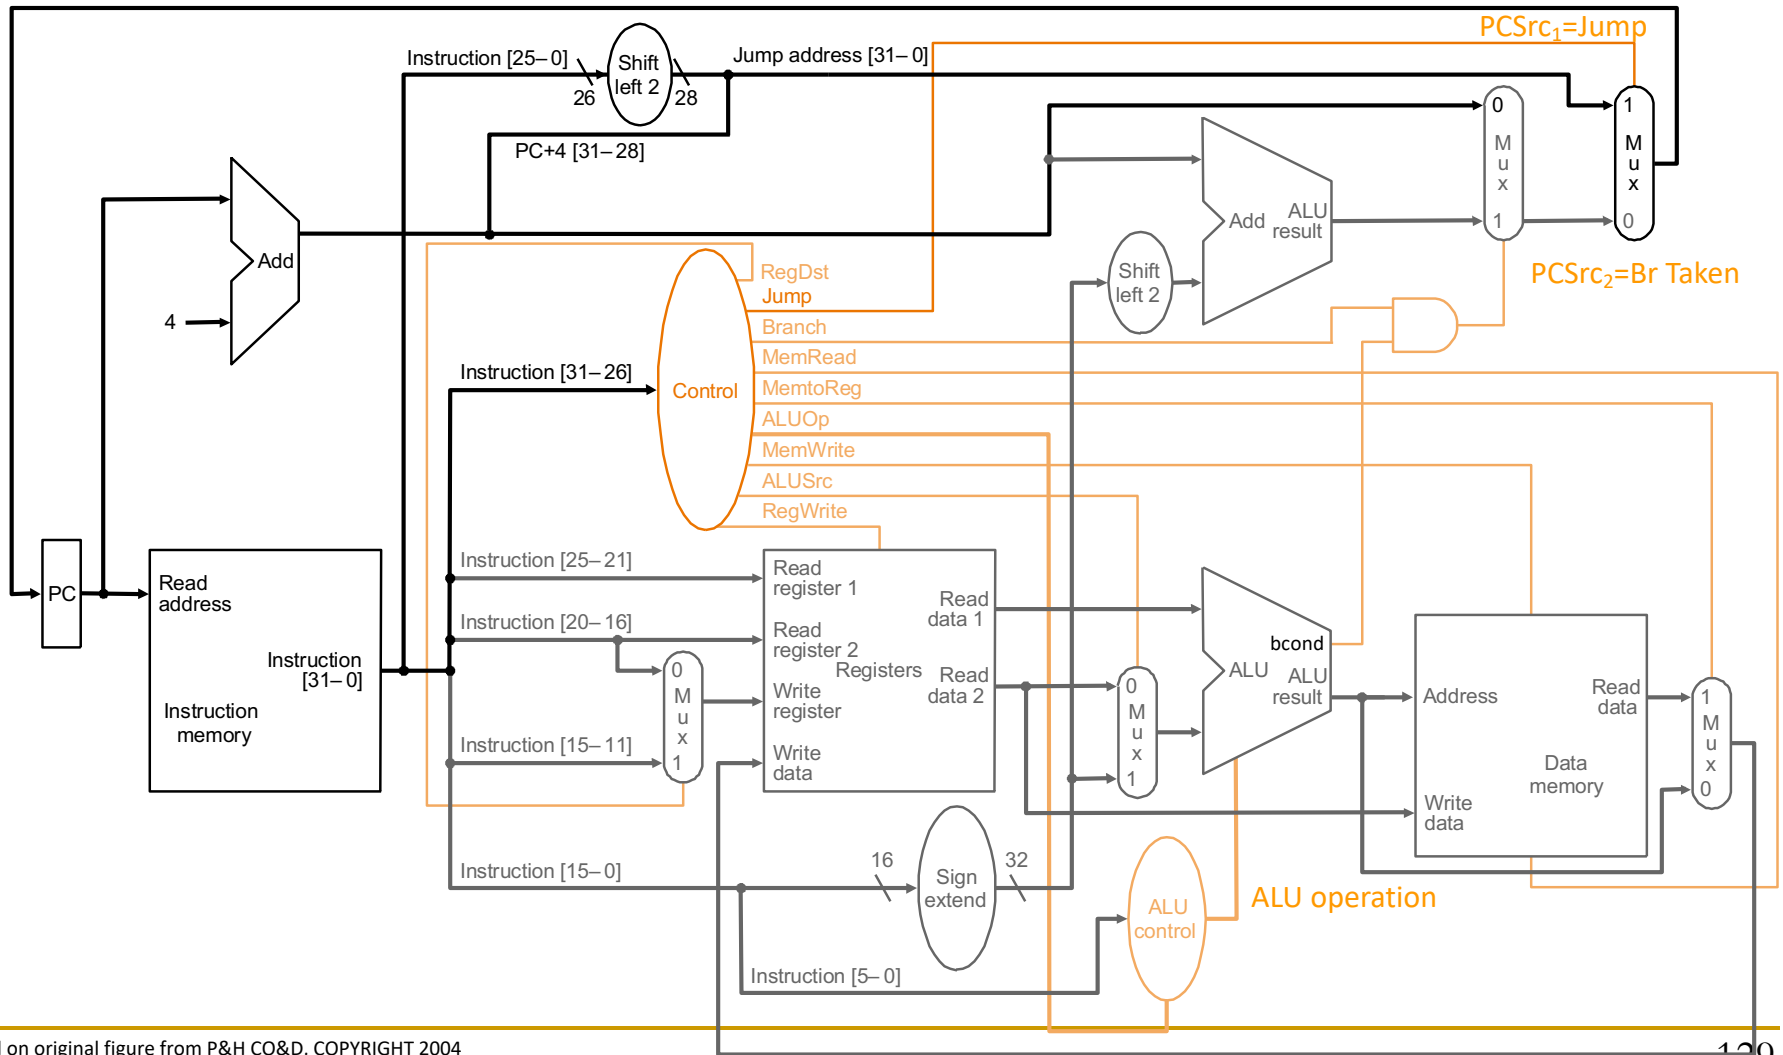 PCSrc1=Jump
Instruction [25–0]
Shift
left 2
Jump address [31–0]
26
28
PC+4 [31–28]
0
M
u
x
1
1
M
u
x
0
Add
4
Add
ALU
result
Shift
left 2
PCSrc2=Br Taken
RegDst
Jump
Branch
MemRead
MemtoReg
ALUOp
MemWrite
ALUSrc
RegWrite
Instruction [31–26]
Control
PC
Read
address
Instruction
[31–0]
Instruction
memory
Instruction [25–21]
Instruction [20–16]
Instruction [15–11]
Instruction [15–0]
0
M
u
x
1
Read
register 1
Read
register 2
Write
register
Write
data
Registers
Read
data 1
Read
data 2
0
M
u
x
1
bcond
ALU
ALU
result
Address
Read
data
Data
memory
Write
data
1
M
u
x
0
16
Sign
extend
32
ALU
control
ALU operation
Instruction [5–0]
on original figure from P&H CO&D, COPYRIGHT 2004